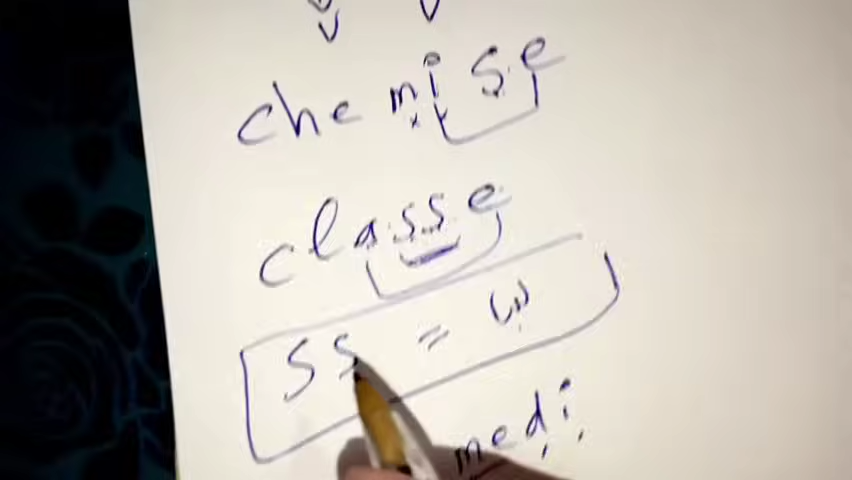 chemise
classe
ss = س
medi